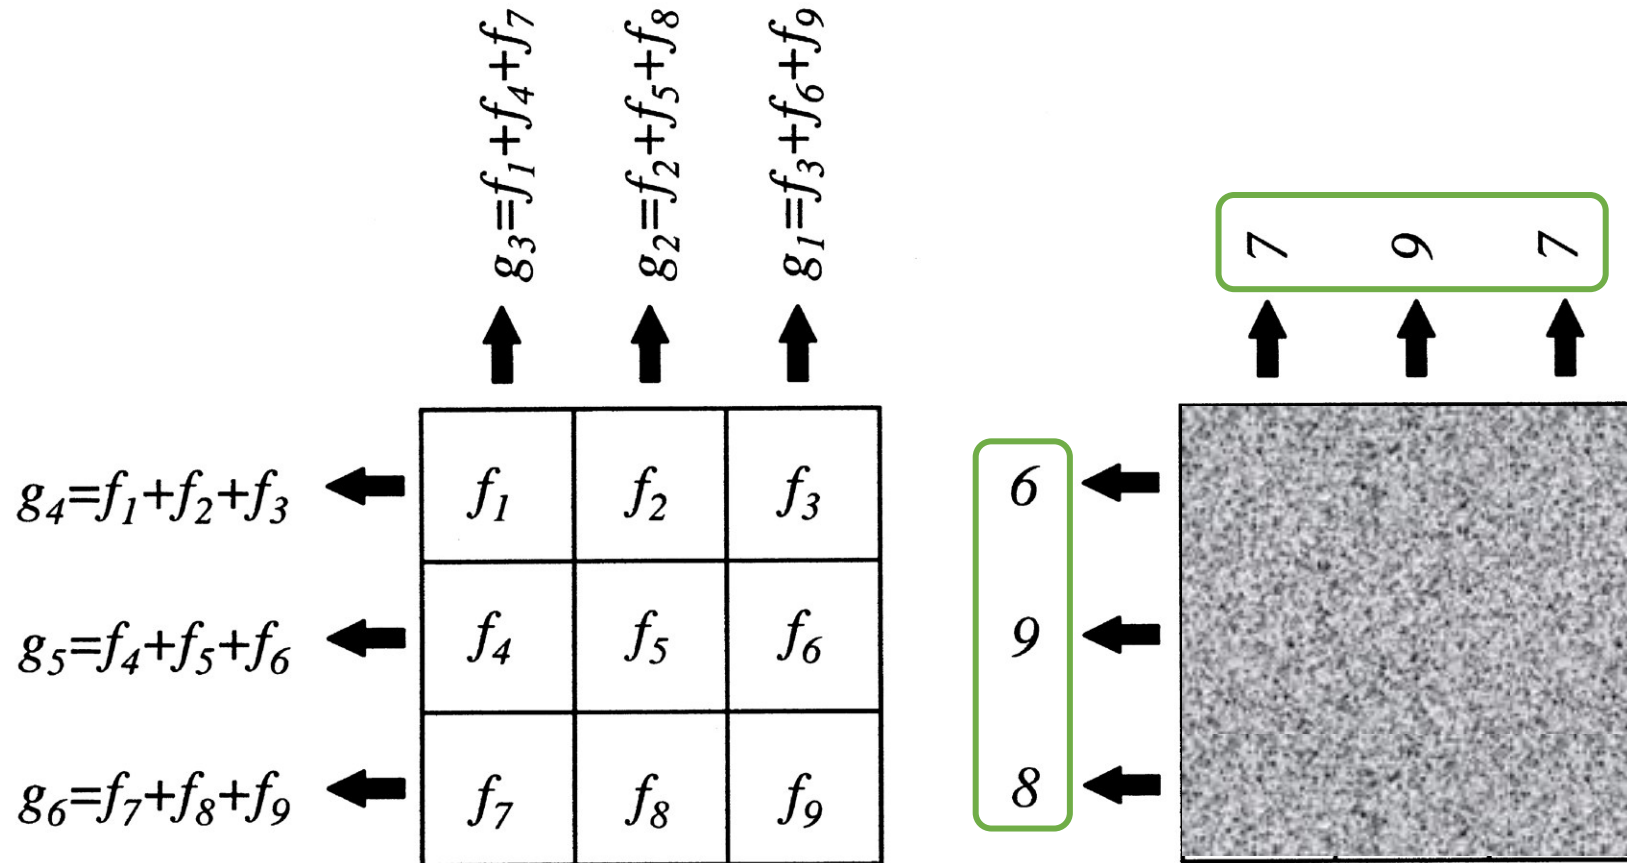 g3=f1+f4+f7
g2=f2+f5+f8
g1=f3+f6+f9
7 9 7
g4=f1+f2+f3
f1 f2 f3
6
g5=f4+f5+f6
f4 f5 f6
9
g6=f7+f8+f9
f7 f8 f9
8